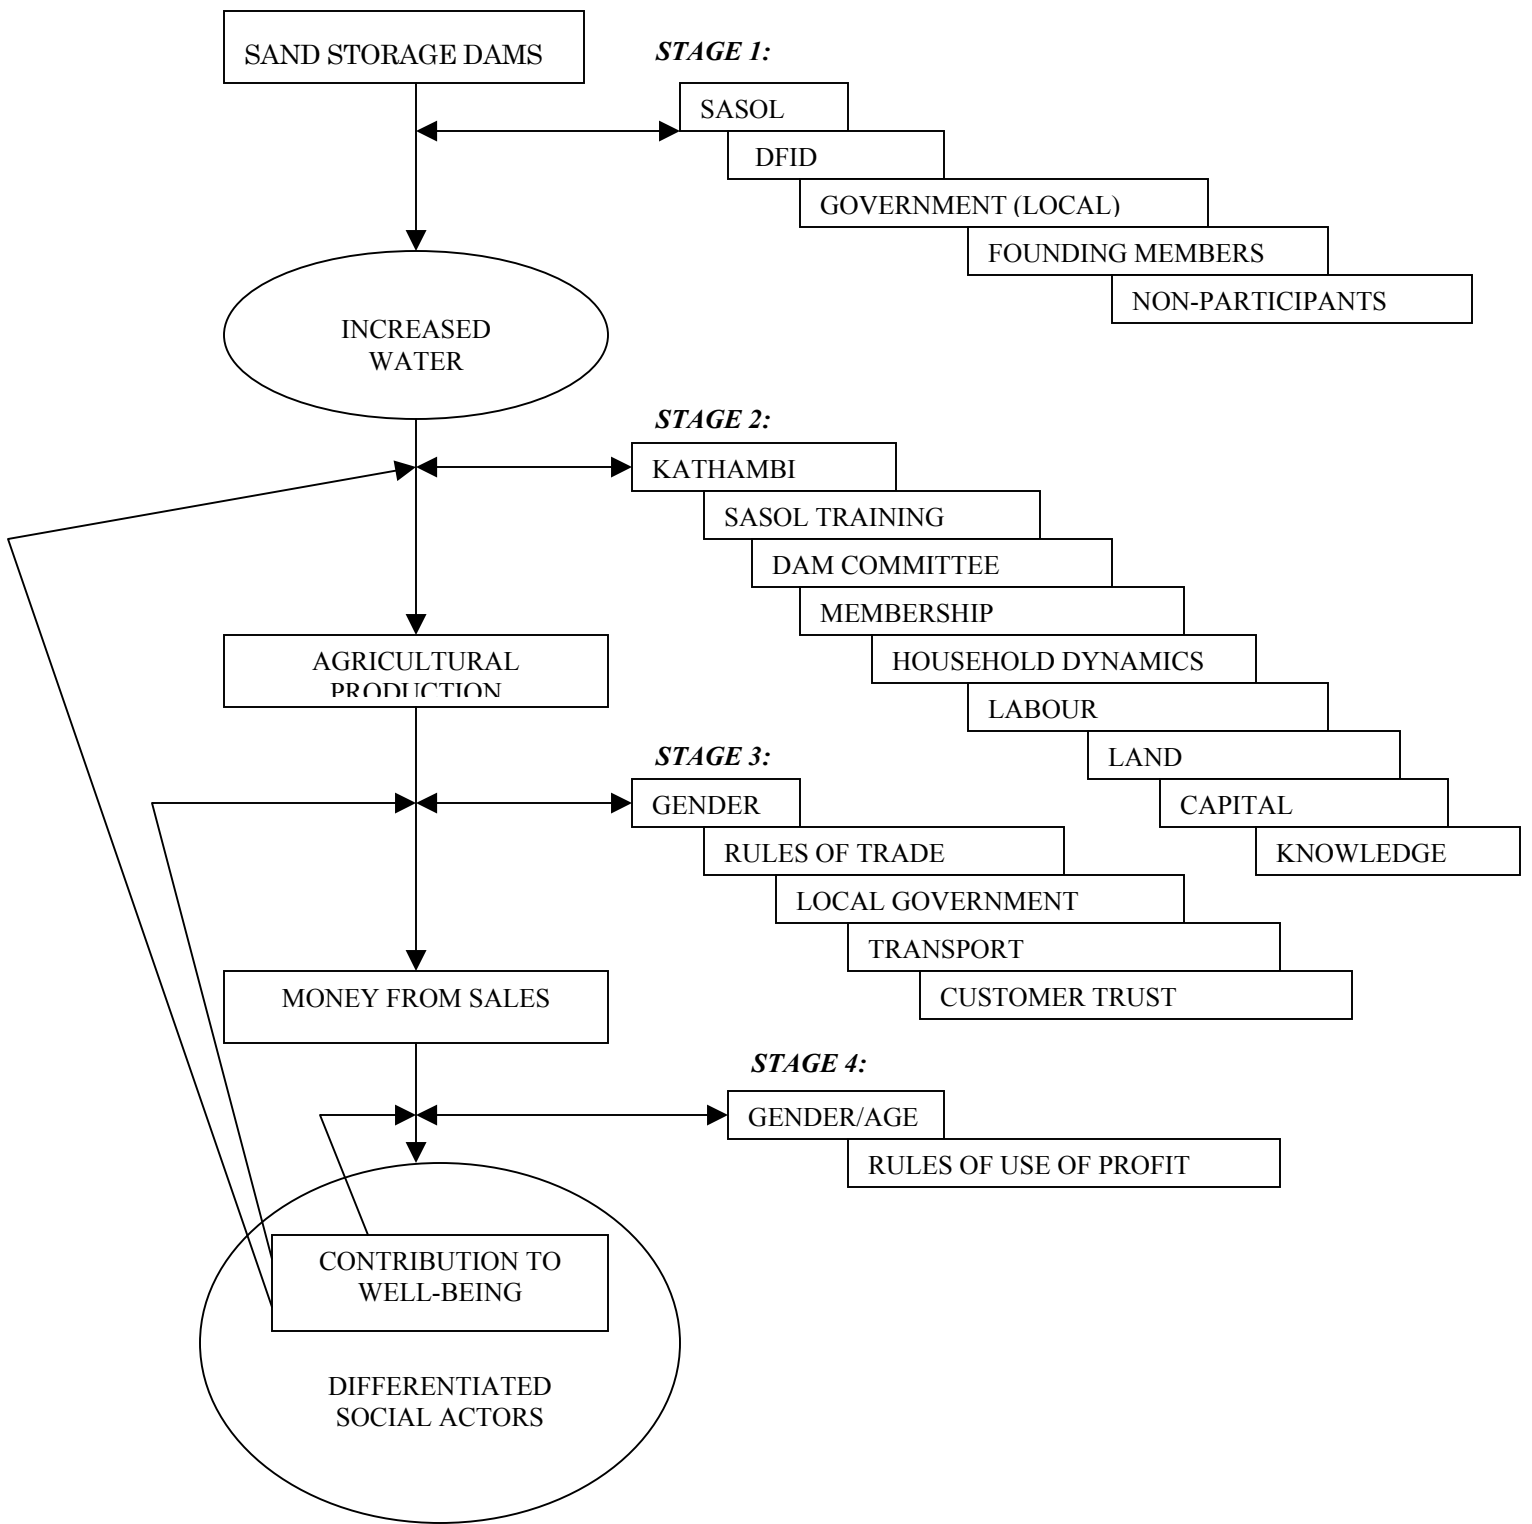 SAND STORAGE DAMS
STAGE 1:
SASOL
DFID
GOVERNMENT (LOCAL)
FOUNDING MEMBERS
NON-PARTICIPANTS
INCREASED
WATER
STAGE 2:
KATHAMBI
SASOL TRAINING
DAM COMMITTEE
MEMBERSHIP
HOUSEHOLD DYNAMICS
LABOUR
LAND
CAPITAL
KNOWLEDGE
AGRICULTURAL
PRODUCTION
STAGE 3:
GENDER
RULES OF TRADE
LOCAL GOVERNMENT
TRANSPORT
CUSTOMER TRUST
MONEY FROM SALES
STAGE 4:
GENDER/AGE
RULES OF USE OF PROFIT
CONTRIBUTION TO
WELL-BEING
DIFFERENTIATED
SOCIAL ACTORS